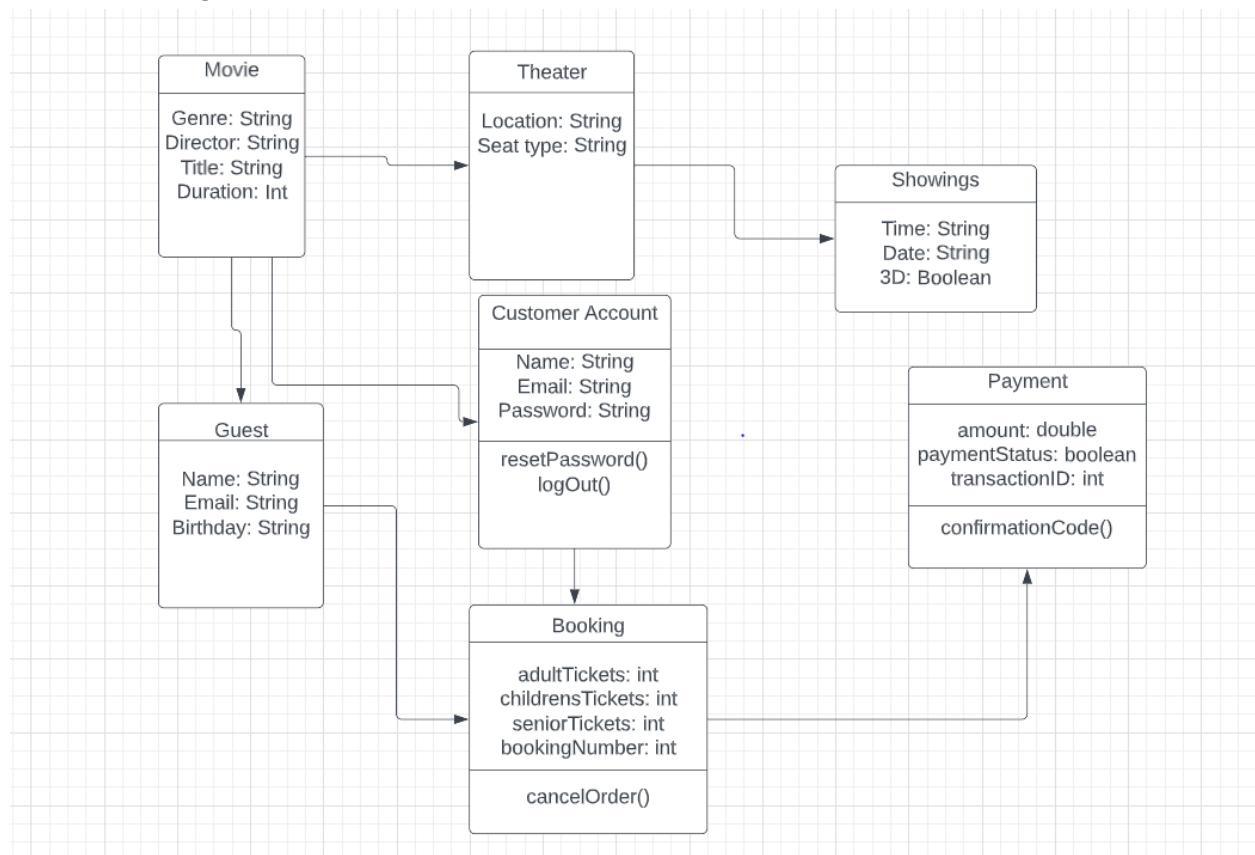 Movie
Genre: String
Director: String
Title: String
Duration: Int
Theater
Location: String
Seat type: String
Showings
Time: String
Date: String
3D: Boolean
Customer Account
Name: String
Email: String
Password: String
resetPassword()
logOut()
Payment
amount: double
paymentStatus: boolean
transactionID: int
confirmationCode()
Guest
Name: String
Email: String
Birthday: String
Booking
adultTickets: int
childrensTickets: int
seniorTickets: int
bookingNumber: int
cancelOrder()